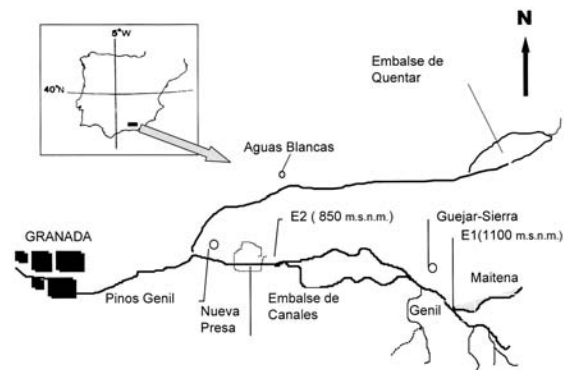 5°W
40°N
N
Embalse de
Quentar
Aguas Blancas
E2 ( 850 m.s.n.m.)
Guejar-Sierra
E1(1100 m.s.n.m.)
GRANADA
Maitena
Pinos Genil
Nueva
Presa
Embalse de
Canales
Genil